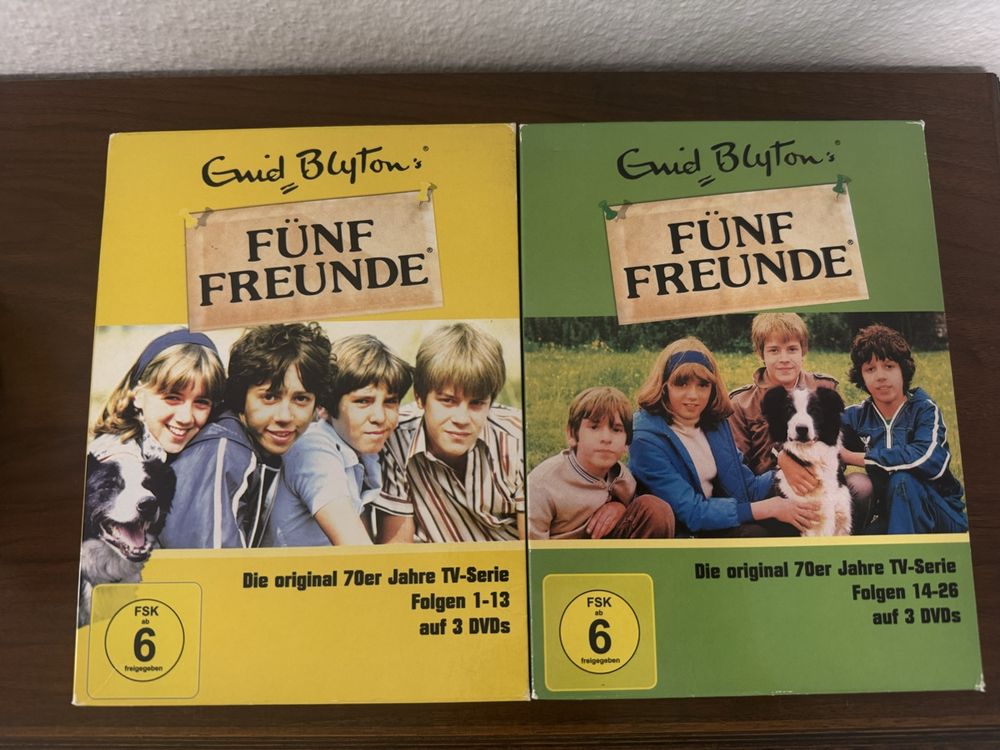 Enid Blyton's®
FÜNF
FREUNDE®
Die original 70er Jahre TV-Serie
Folgen 1-13
auf 3 DVDs
FSK
ab
6
freigegeben
Enid Blyton's®
FÜNF
FREUNDE®
Die original 70er Jahre TV-Serie
Folgen 14-26
auf 3 DVDs
FSK
ab
6
freigegeben